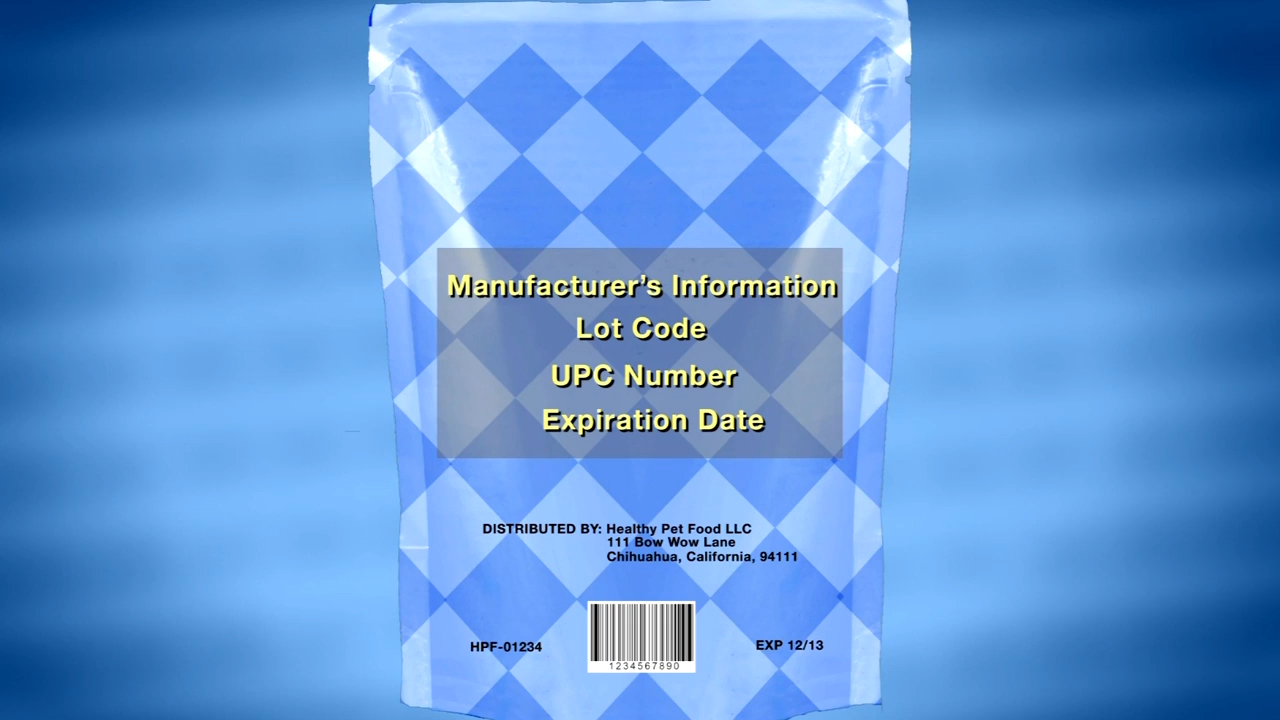 Manufacturer's Information
Lot Code
UPC Number
Expiration Date
DISTRIBUTED BY: Healthy Pet Food LLC
111 Bow Wow Lane
Chihuahua, California, 94111
HPF-01234
1234567890
EXP 12/13